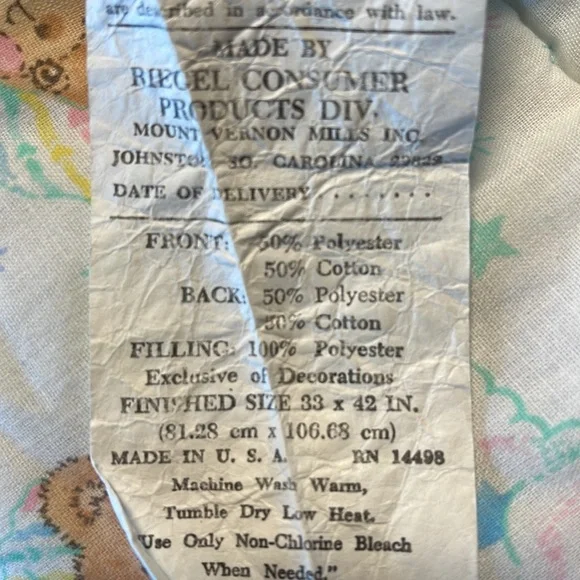 are described in accordance with law.
MADE BY
RIEGEL CONSUMER
PRODUCTS DIV.
MOUNT VERNON MILLS INC.
JOHNSTON, SO. CAROLINA
DATE OF DELIVERY . . . . . . .
FRONT: 50% Polyester
50% Cotton
BACK: 50% Polyester
50% Cotton
FILLING: 100% Polyester
Exclusive of Decorations
FINISHED SIZE 33 x 42 IN.
(81.28 cm x 106.68 cm)
MADE IN U. S. A. RN 14498
Machine Wash Warm,
Tumble Dry Low Heat.
"Use Only Non-Chlorine Bleach
When Needed."